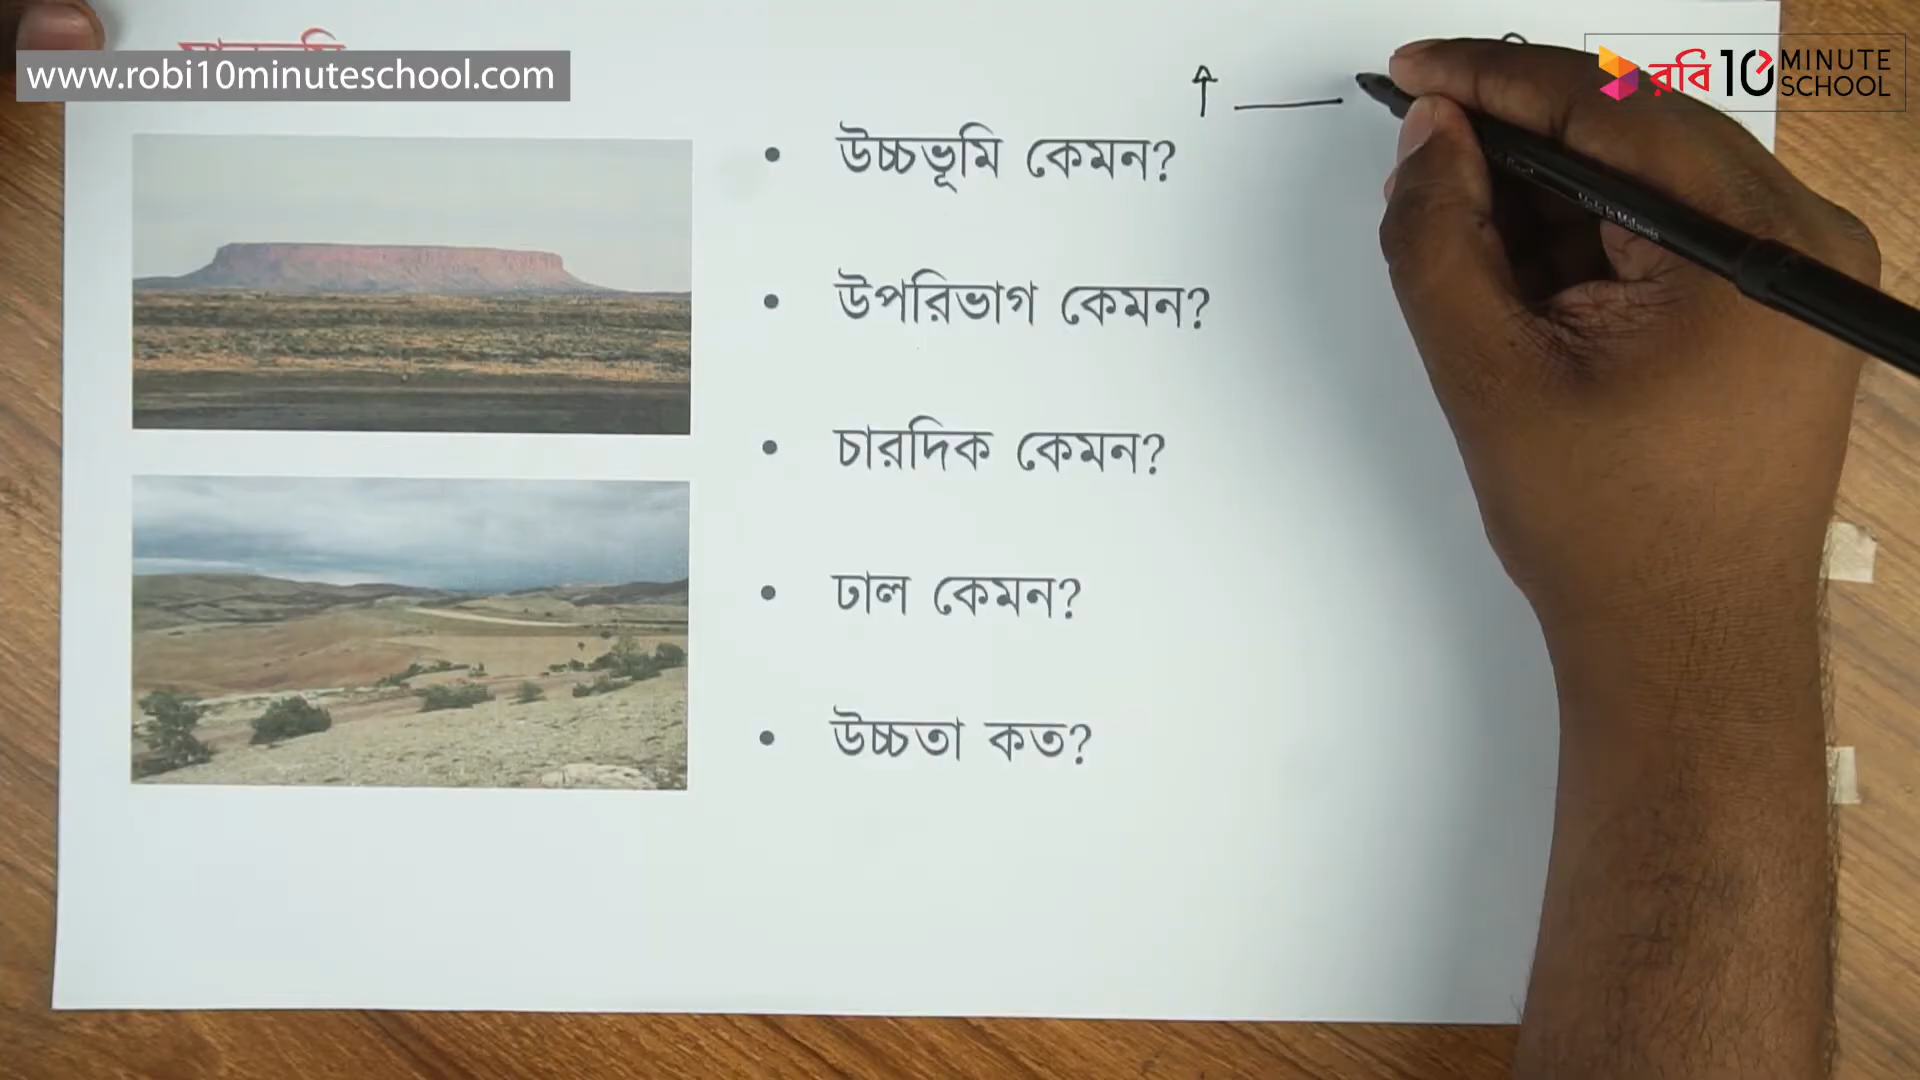 www.robi10minuteschool.com
রবি 10 MINUTE SCHOOL
উচ্চভূমি কেমন?
উপরিভাগ কেমন?
চারদিক কেমন?
ঢাল কেমন?
উচ্চতা কত?